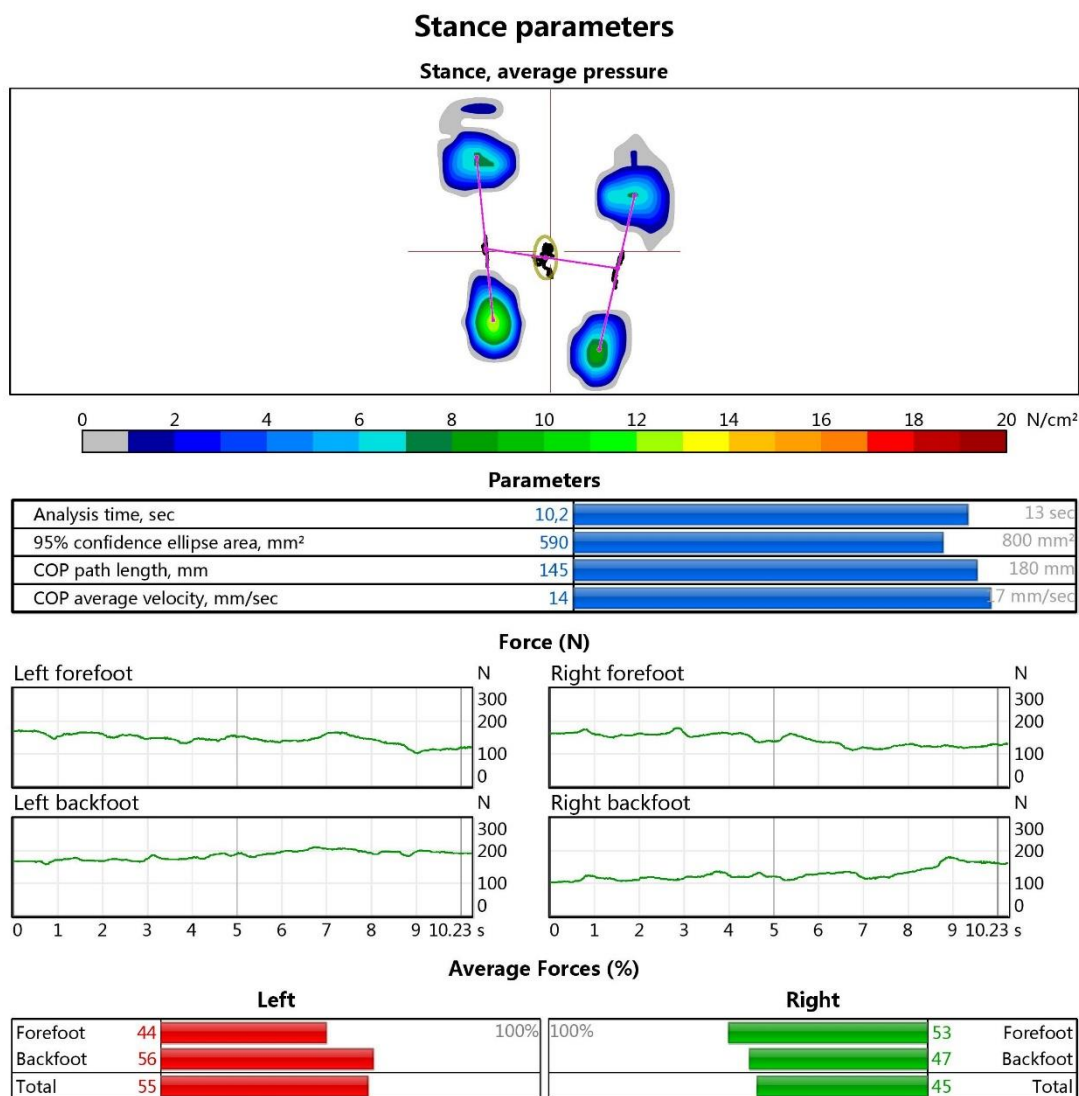 Stance parameters
Stance, average pressure
0 2 4 6 8 10 12 14 16 18 20 N/cm²
Parameters
Analysis time, sec 10,2 13 sec
95% confidence ellipse area, mm² 590 800 mm²
COP path length, mm 145 180 mm
COP average velocity, mm/sec 14 7 mm/sec
Force (N)
Left forefoot N Right forefoot N
300 300
200 200
100 100
0 0
Left backfoot N Right backfoot N
300 300
200 200
100 100
0 0
0 1 2 3 4 5 6 7 8 9 10.23 s 0 1 2 3 4 5 6 7 8 9 10.23 s
Average Forces (%)
Left Right
Forefoot 44 100% 100% 53 Forefoot
Backfoot 56 47 Backfoot
Total 55 45 Total